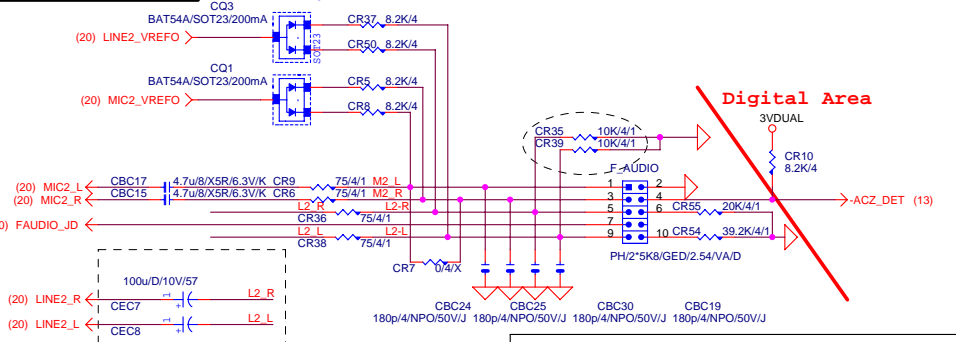 CQ3
BAT54A/SOT23/200mA
CR37 8.2K/4
(20) LINE2_VREFO
SOT23
CR50 8.2K/4
CQ1
BAT54A/SOT23/200mA
CR5 8.2K/4
(20) MIC2_VREFO
CR8 8.2K/4
Digital Area
3VDUAL
CR35 10K/4/1
CR39 10K/4/1
CR10
8.2K/4
F_AUDIO
(20) MIC2_L CBC17 4.7u/8/X5R/6.3V/K CR9 75/4/1 M2_L 1 2
(20) MIC2_R CBC15 4.7u/8/X5R/6.3V/K CR6 75/4/1 M2_R 3 4 -ACZ_DET (13)
L2_R CR36 75/4/1 L2-R 5 6 CR55 20K/4/1
0) FAUDIO_JD 7
L2_L CR38 75/4/1 L2-L 9 10 CR54 39.2K/4/1
PH/2*5K8/GED/2.54/VA/D
CR7 0/4/X
100u/D/10V/57
(20) LINE2_R CEC7 1 + L2_R
(20) LINE2_L CEC8 1 + L2_L
CBC24 CBC25 CBC30 CBC19
180p/4/NPO/50V/J 180p/4/NPO/50V/J 180p/4/NPO/50V/J 180p/4/NPO/50V/J